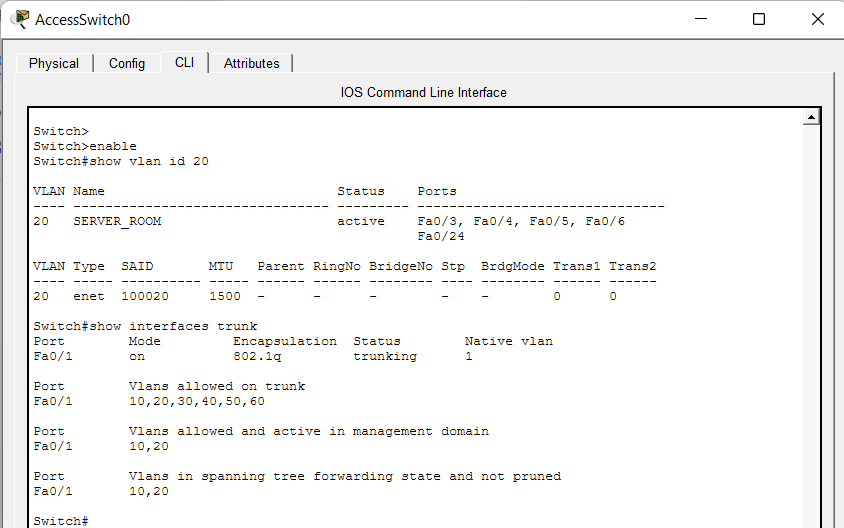 AccessSwitch0
Physical Config CLI Attributes
IOS Command Line Interface
Switch>
Switch>enable
Switch#show vlan id 20
VLAN Name                             Status    Ports
---- -------------------------------- --------- -------------------------------
20   SERVER_ROOM                      active    Fa0/3, Fa0/4, Fa0/5, Fa0/6
                                                Fa0/24
VLAN Type  SAID       MTU   Parent RingNo BridgeNo Stp  BrdgMode Trans1 Trans2
---- ----- ---------- ----- ------ ------ -------- ---- -------- ------ ------
20   enet  100020     1500  -      -      -        -    -        0      0
Switch#show interfaces trunk
Port        Mode         Encapsulation  Status        Native vlan
Fa0/1       on           802.1q         trunking      1
Port        Vlans allowed on trunk
Fa0/1       10,20,30,40,50,60
Port        Vlans allowed and active in management domain
Fa0/1       10,20
Port        Vlans in spanning tree forwarding state and not pruned
Fa0/1       10,20
Switch#